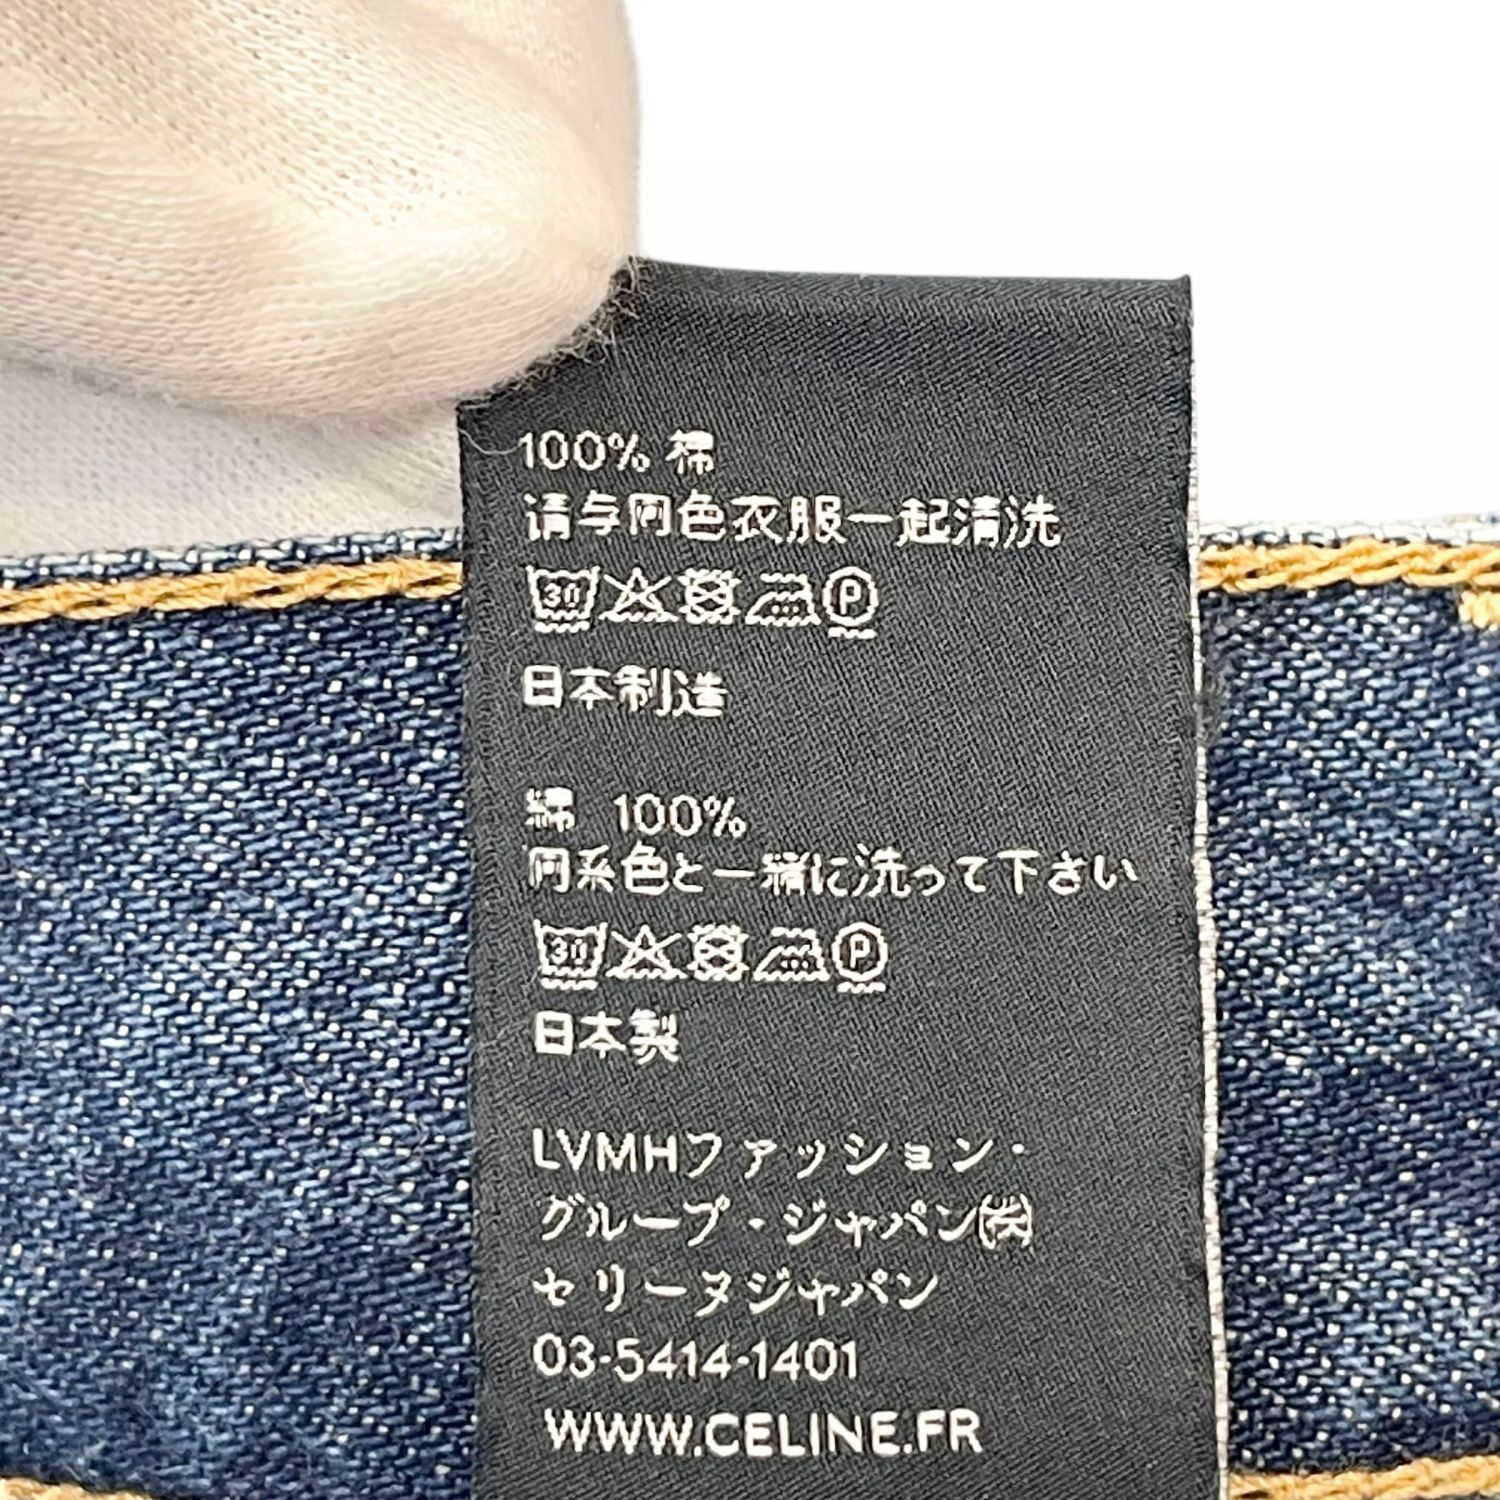 100% 棉
请与同色衣服一起清洗
30 P
日本制造
綿 100%
同系色と一緒に洗って下さい
30 P
日本製
LVMHファッション・
グループ・ジャパン㈱
セリーヌジャパン
03-5414-1401
WWW.CELINE.FR